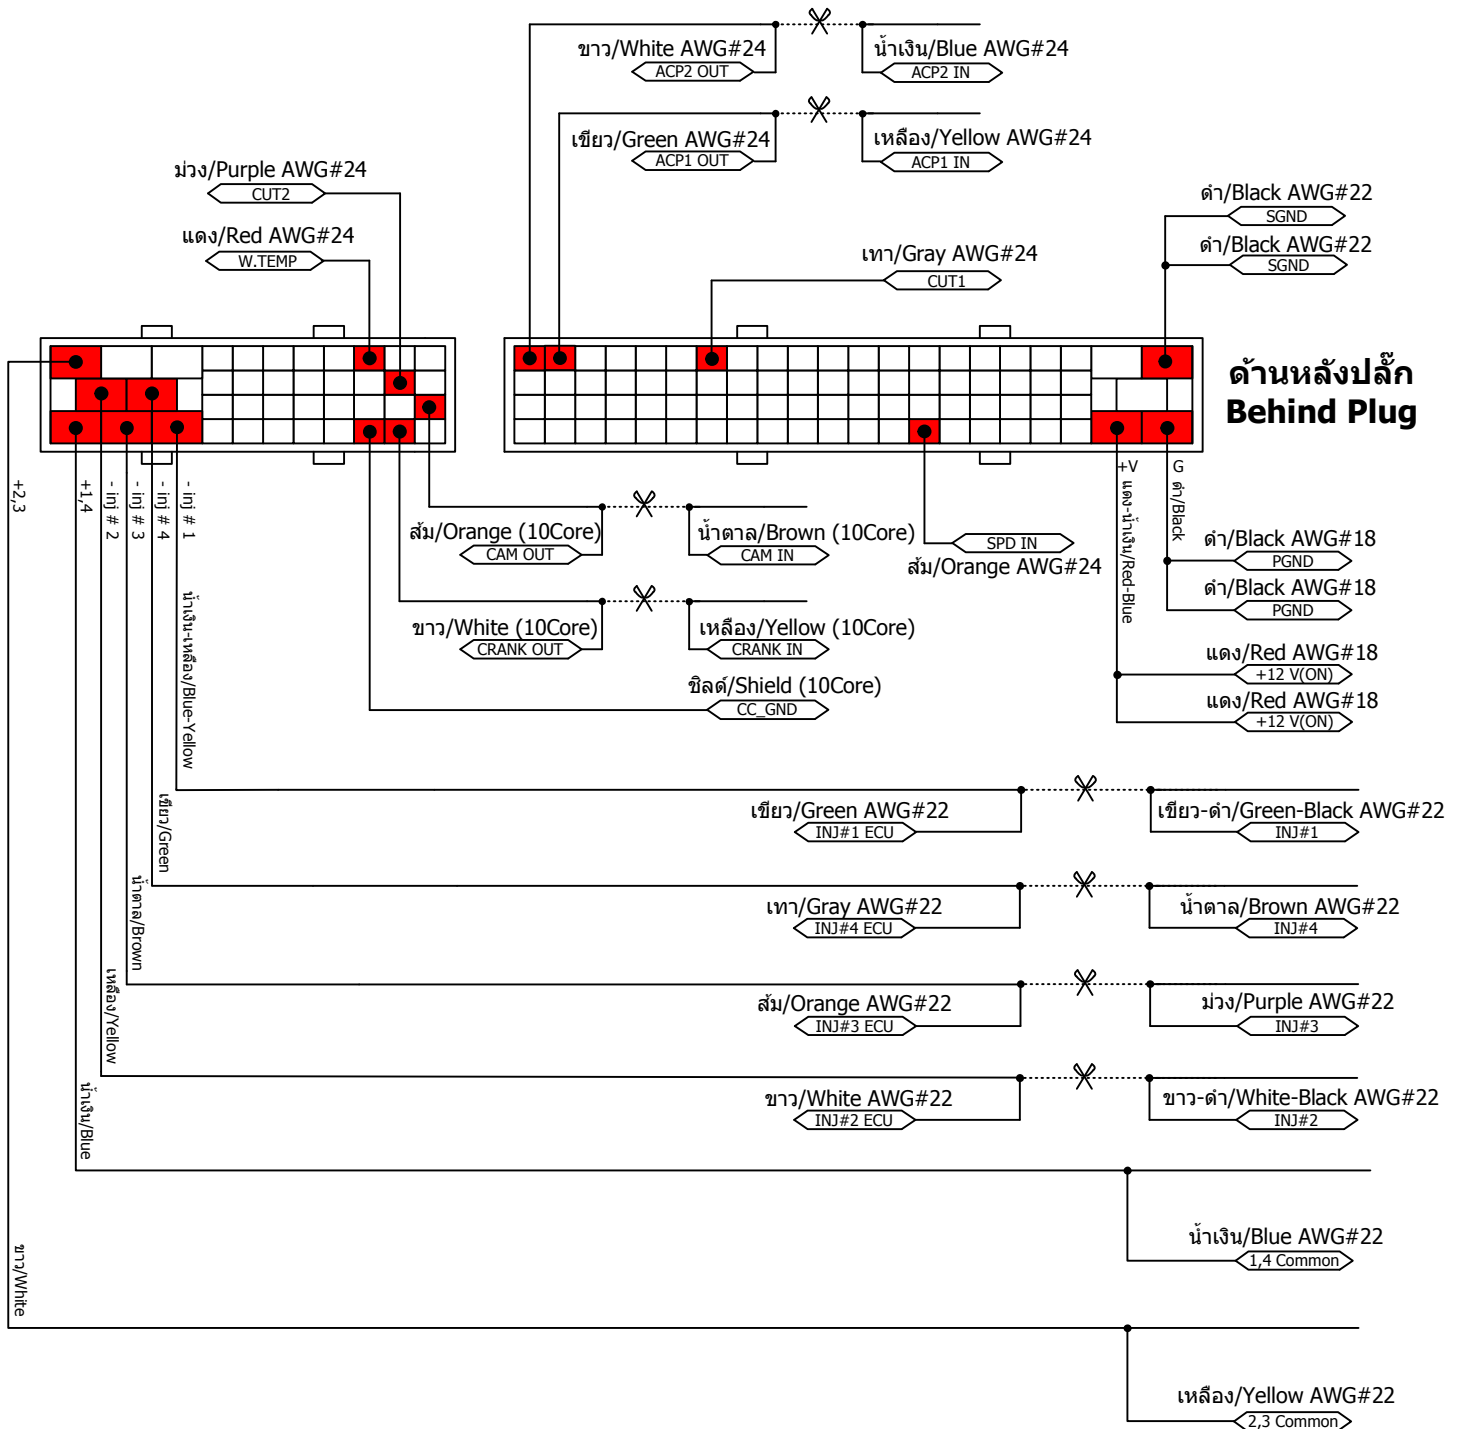 ขาว/White AWG#24
ACP2 OUT
น้ำเงิน/Blue AWG#24
ACP2 IN
เขียว/Green AWG#24
ACP1 OUT
เหลือง/Yellow AWG#24
ACP1 IN
ม่วง/Purple AWG#24
CUT2
แดง/Red AWG#24
W.TEMP
เทา/Gray AWG#24
CUT1
ดำ/Black AWG#22
SGND
ดำ/Black AWG#22
SGND
ด้านหลังปลั๊ก
Behind Plug
+2,3
+1,4
- inj # 2
- inj # 3
- inj # 4
- inj # 1
+V
G
แดง-น้ำเงิน/Red-Blue
ดำ/Black
ส้ม/Orange (10Core)
CAM OUT
น้ำตาล/Brown (10Core)
CAM IN
SPD IN
ส้ม/Orange AWG#24
ดำ/Black AWG#18
PGND
ดำ/Black AWG#18
PGND
ขาว/White (10Core)
CRANK OUT
เหลือง/Yellow (10Core)
CRANK IN
แดง/Red AWG#18
+12 V(ON)
แดง/Red AWG#18
+12 V(ON)
ชิลด์/Shield (10Core)
CC_GND
น้ำเงิน-เหลือง/Blue-Yellow
เขียว/Green
น้ำตาล/Brown
เหลือง/Yellow
น้ำเงิน/Blue
ขาว/White
เขียว/Green AWG#22
INJ#1 ECU
เขียว-ดำ/Green-Black AWG#22
INJ#1
เทา/Gray AWG#22
INJ#4 ECU
น้ำตาล/Brown AWG#22
INJ#4
ส้ม/Orange AWG#22
INJ#3 ECU
ม่วง/Purple AWG#22
INJ#3
ขาว/White AWG#22
INJ#2 ECU
ขาว-ดำ/White-Black AWG#22
INJ#2
น้ำเงิน/Blue AWG#22
1,4 Common
เหลือง/Yellow AWG#22
2,3 Common